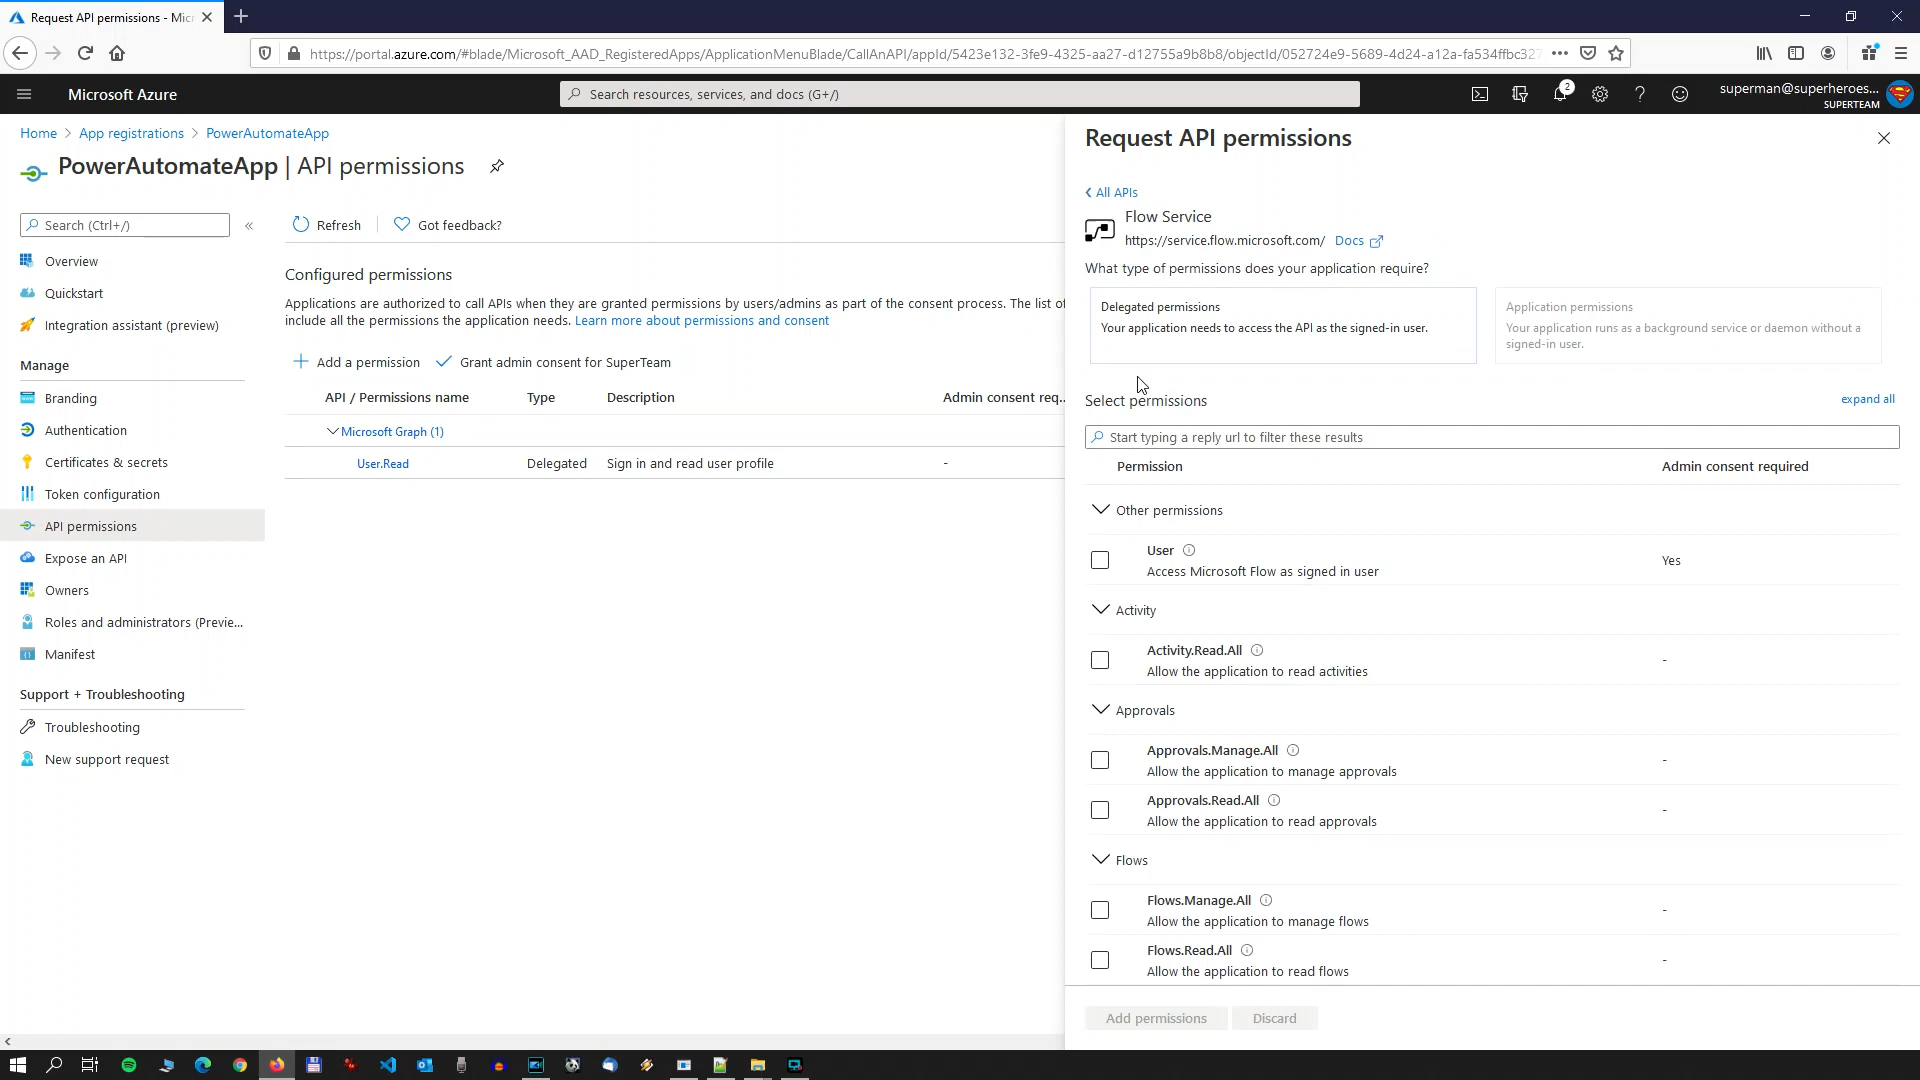 Request API permissions - Micr
https://portal.azure.com/#blade/Microsoft_AAD_RegisteredApps/ApplicationMenuBlade/CallAnAPI/appId/5423e132-3fe9-4325-aa27-d12755a9b8b8/objectId/052724e9-5689-4d24-a12a-fa534ffbc327
Microsoft Azure
Search resources, services, and docs (G+/)
2
superman@superheroes...
SUPERTEAM
Home
App registrations
PowerAutomateApp
PowerAutomateApp | API permissions
Search (Ctrl+/)
«
Overview
Quickstart
Integration assistant (preview)
Manage
Branding
Authentication
Certificates & secrets
Token configuration
API permissions
Expose an API
Owners
Roles and administrators (Previe...
Manifest
Support + Troubleshooting
Troubleshooting
New support request
Refresh
Got feedback?
Configured permissions
Applications are authorized to call APIs when they are granted permissions by users/admins as part of the consent process. The list of
include all the permissions the application needs. Learn more about permissions and consent
Add a permission
Grant admin consent for SuperTeam
API / Permissions name Type Description Admin consent req...
Microsoft Graph (1)
User.Read Delegated Sign in and read user profile -
Request API permissions
All APIs
Flow Service
https://service.flow.microsoft.com/ Docs
What type of permissions does your application require?
Delegated permissions
Your application needs to access the API as the signed-in user.
Application permissions
Your application runs as a background service or daemon without a
signed-in user.
Select permissions
expand all
Start typing a reply url to filter these results
Permission Admin consent required
Other permissions
User
Access Microsoft Flow as signed in user
Yes
Activity
Activity.Read.All
Allow the application to read activities
-
Approvals
Approvals.Manage.All
Allow the application to manage approvals
-
Approvals.Read.All
Allow the application to read approvals
-
Flows
Flows.Manage.All
Allow the application to manage flows
-
Flows.Read.All
Allow the application to read flows
-
Add permissions
Discard